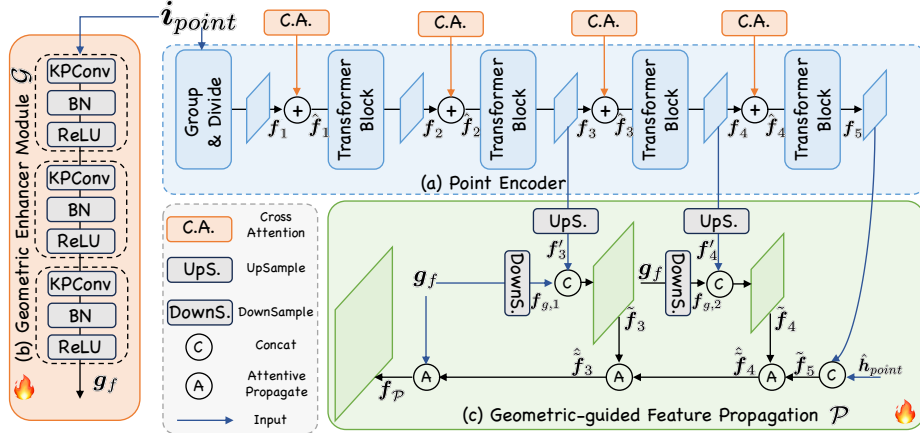 i_point
C.A.
C.A.
C.A.
C.A.
Group & Divide
f_1
+
f̂_1
Transformer Block
f_2
+
f̂_2
Transformer Block
f_3
+
f̂_3
Transformer Block
f_4
+
f̂_4
Transformer Block
f_5
(a) Point Encoder
(b) Geometric Enhancer Module 𝒢
KPConv
BN
ReLU
KPConv
BN
ReLU
KPConv
BN
ReLU
g_f
C.A.
Cross Attention
UpS.
UpSample
DownS.
DownSample
C
Concat
A
Attentive Propagate
Input
UpS.
f'_3
g_f
DownS.
f_{g,1}
C
f̃_3
UpS.
f'_4
g_f
DownS.
f_{g,2}
C
f̃_4
f_𝒫
A
f̃̂_3
A
f̃̂_4
A
f̃_5
C
ĥ_point
(c) Geometric-guided Feature Propagation 𝒫